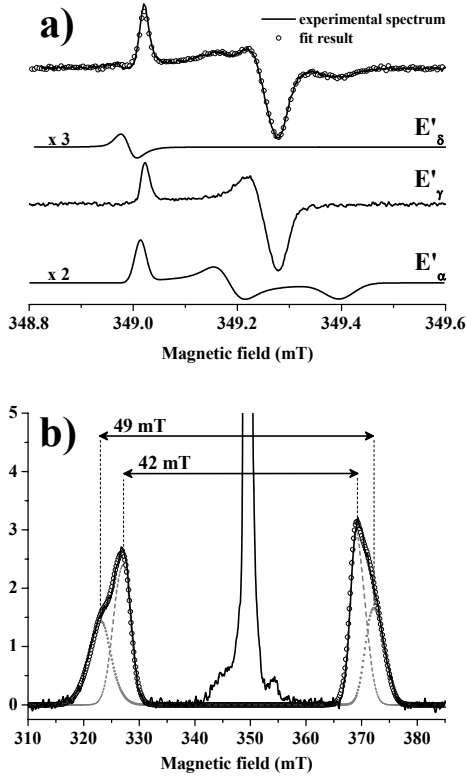 a)
experimental spectrum
fit result
x 3
E'δ
E'γ
x 2
E'α
348.8 349.0 349.2 349.4 349.6
Magnetic field (mT)
b)
5
49 mT
42 mT
4
3
2
1
0
310 320 330 340 350 360 370 380
Magnetic field (mT)